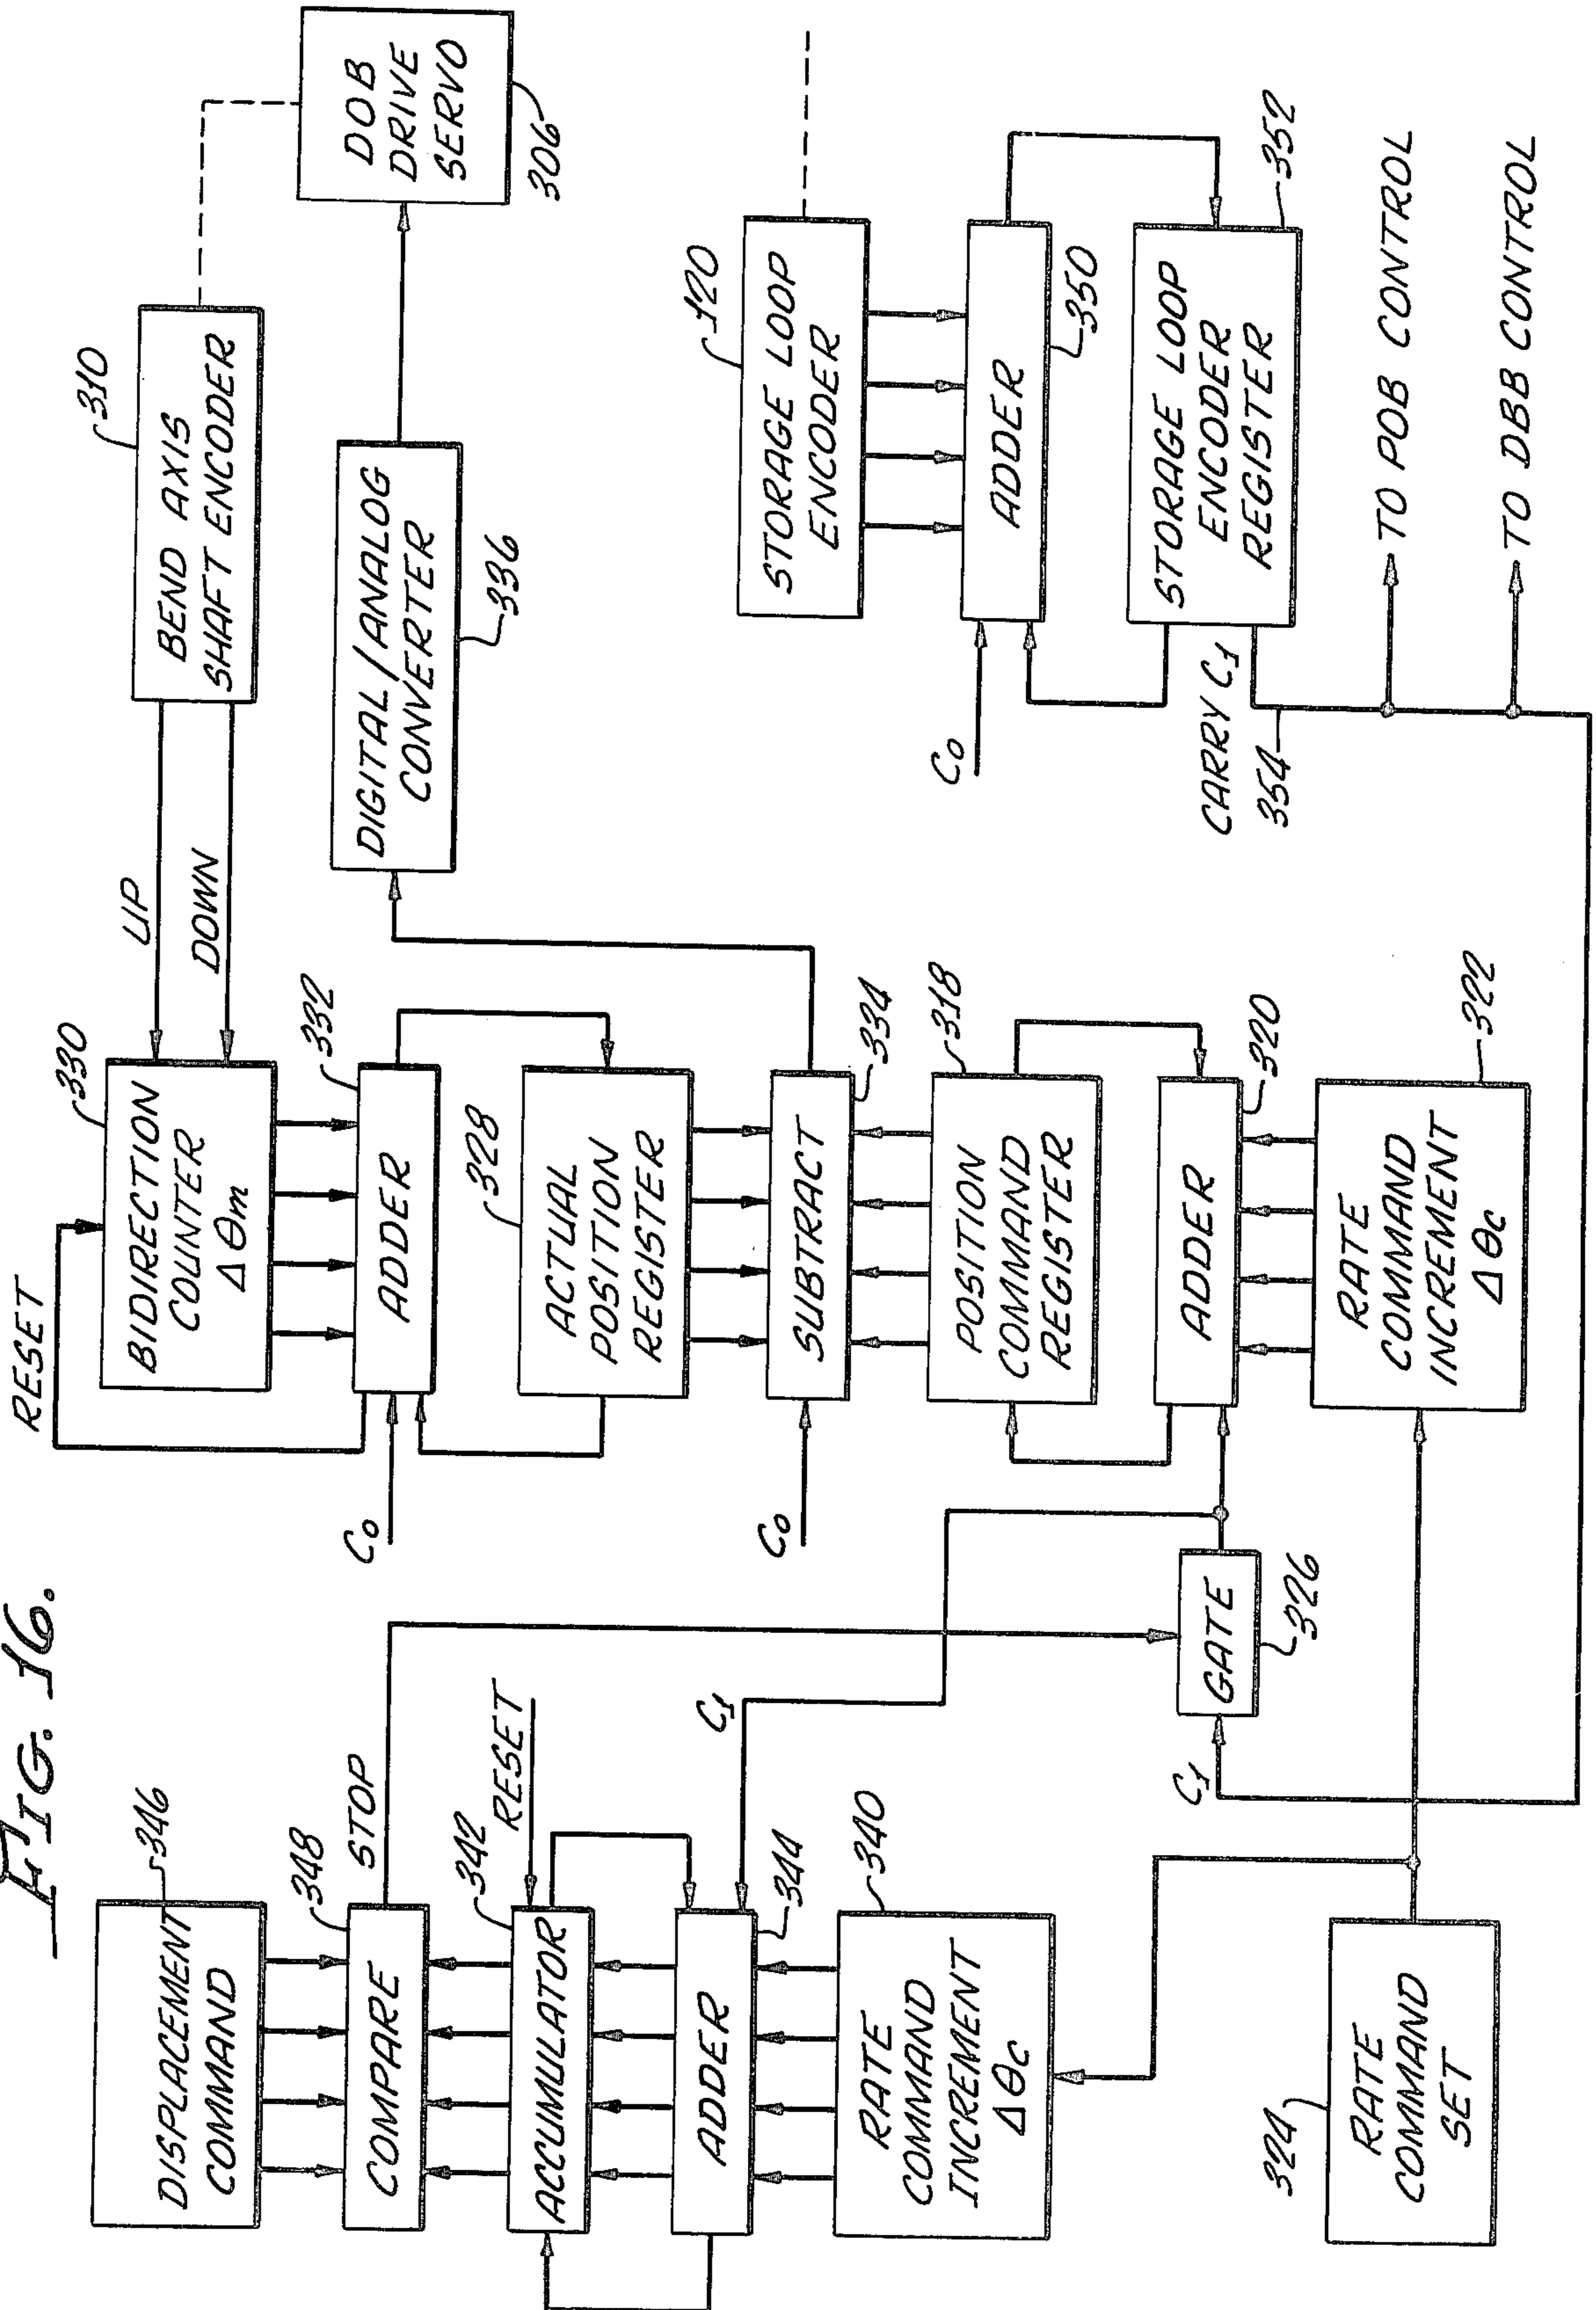 FIG. 16.
DISPLACEMENT
COMMAND
346
COMPARE
348
STOP
ACCUMULATOR
342
RESET
ADDER
344
C1
RATE
COMMAND
INCREMENT
Δθc
340
RATE
COMMAND
SET
324
RESET
BIDIRECTION
COUNTER
Δθm
330
UP
DOWN
C0
ADDER
332
ACTUAL
POSITION
REGISTER
328
C0
SUBTRACT
334
POSITION
COMMAND
REGISTER
318
ADDER
320
C1
GATE
326
RATE
COMMAND
INCREMENT
Δθc
322
BEND AXIS
SHAFT ENCODER
310
DOB
DRIVE
SERVO
306
DIGITAL/ANALOG
CONVERTER
336
STORAGE LOOP
ENCODER
120
C0
ADDER
350
STORAGE LOOP
ENCODER
REGISTER
352
CARRY C1
354
TO POB CONTROL
TO DBB CONTROL